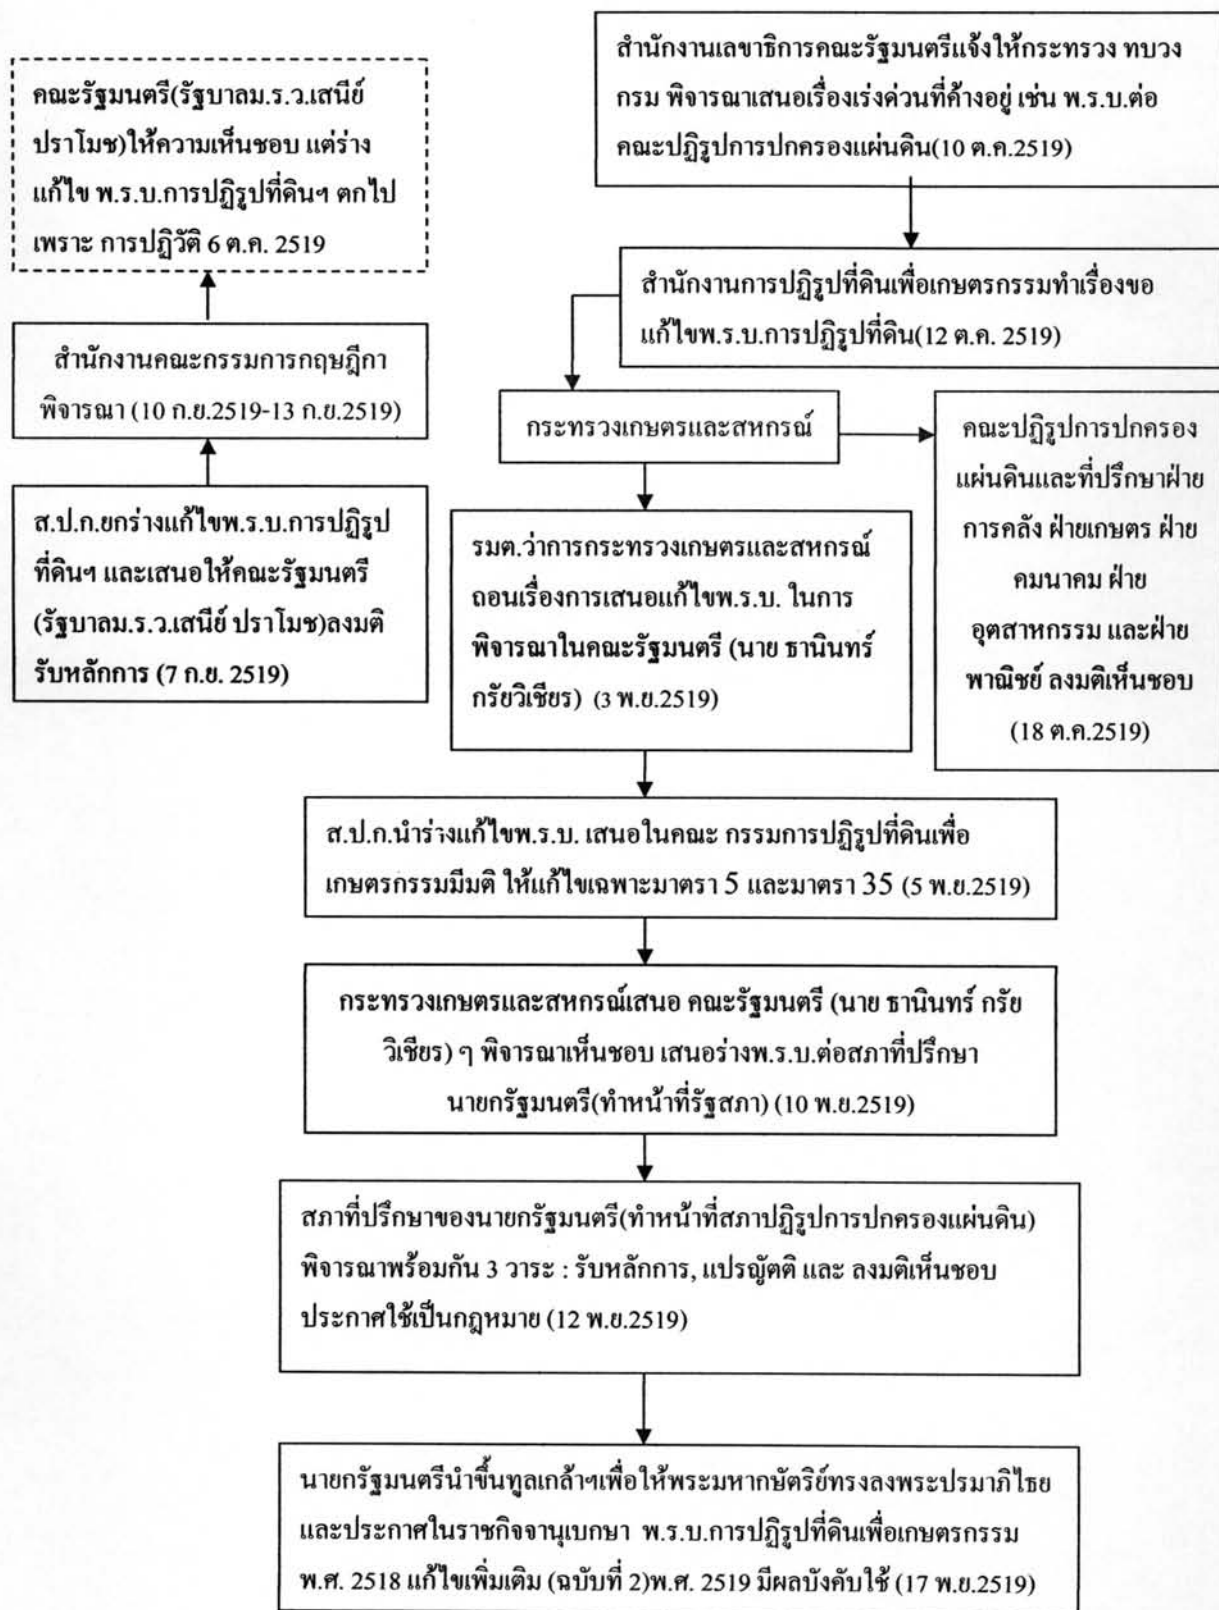 สำนักงานเลขาธิการคณะรัฐมนตรีแจ้งให้กระทรวง ทบวง
กรม พิจารณาเสนอเรื่องเร่งด่วนที่ค้างอยู่ เช่น พ.ร.บ.ต่อ
คณะปฏิรูปการปกครองแผ่นดิน(10 ต.ค.2519)
คณะรัฐมนตรี(รัฐบาลม.ร.ว.เสนีย์
ปราโมช)ให้ความเห็นชอบ แต่ร่าง
แก้ไข พ.ร.บ.การปฏิรูปที่ดินฯ ตกไป
เพราะ การปฏิวัติ 6 ต.ค. 2519
สำนักงานคณะกรรมการกฤษฎีกา
พิจารณา (10 ก.ย.2519-13 ก.ย.2519)
ส.ป.ก.ยกร่างแก้ไขพ.ร.บ.การปฏิรูป
ที่ดินฯ และเสนอให้คณะรัฐมนตรี
(รัฐบาลม.ร.ว.เสนีย์ ปราโมช)ลงมติ
รับหลักการ (7 ก.ย. 2519)
สำนักงานการปฏิรูปที่ดินเพื่อเกษตรกรรมทำเรื่องขอ
แก้ไขพ.ร.บ.การปฏิรูปที่ดิน(12 ต.ค. 2519)
กระทรวงเกษตรและสหกรณ์
คณะปฏิรูปการปกครอง
แผ่นดินและที่ปรึกษาฝ่าย
การคลัง ฝ่ายเกษตร ฝ่าย
คมนาคม ฝ่าย
อุตสาหกรรม และฝ่าย
พาณิชย์ ลงมติเห็นชอบ
(18 ต.ค.2519)
รมต.ว่าการกระทรวงเกษตรและสหกรณ์
ถอนเรื่องการเสนอแก้ไขพ.ร.บ. ในการ
พิจารณาในคณะรัฐมนตรี (นาย ธานินทร์
กรัยวิเชียร) (3 พ.ย.2519)
ส.ป.ก.นำร่างแก้ไขพ.ร.บ. เสนอในคณะ กรรมการปฏิรูปที่ดินเพื่อ
เกษตรกรรมมีมติ ให้แก้ไขเฉพาะมาตรา 5 และมาตรา 35 (5 พ.ย.2519)
กระทรวงเกษตรและสหกรณ์เสนอ คณะรัฐมนตรี (นาย ธานินทร์ กรัย
วิเชียร) ๆ พิจารณาเห็นชอบ เสนอร่างพ.ร.บ.ต่อสภาที่ปรึกษา
นายกรัฐมนตรี(ทำหน้าที่รัฐสภา) (10 พ.ย.2519)
สภาที่ปรึกษาของนายกรัฐมนตรี(ทำหน้าที่สภาปฏิรูปการปกครองแผ่นดิน)
พิจารณาพร้อมกัน 3 วาระ : รับหลักการ, แปรญัตติ และ ลงมติเห็นชอบ
ประกาศใช้เป็นกฎหมาย (12 พ.ย.2519)
นายกรัฐมนตรีนำขึ้นทูลเกล้าฯเพื่อให้พระมหากษัตริย์ทรงลงพระปรมาภิไธย
และประกาศในราชกิจจานุเบกษา พ.ร.บ.การปฏิรูปที่ดินเพื่อเกษตรกรรม
พ.ศ. 2518 แก้ไขเพิ่มเติม (ฉบับที่ 2)พ.ศ. 2519 มีผลบังคับใช้ (17 พ.ย.2519)